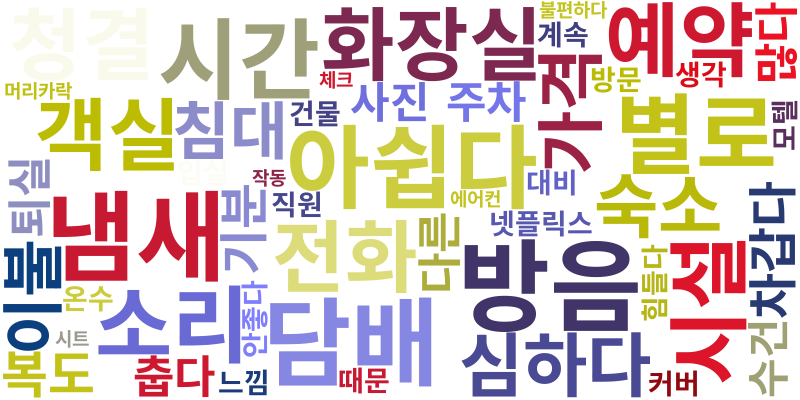 청결
시간
화장실
불편하다
계속
예약
많다
머리카락
체크
가격
방문
생각
객실
침대
건물
사진
주차
별로
모텔
아쉽다
퇴실
입실
작동
대비
냄새
기분
직원
에어컨
넷플릭스
숙소
차갑다
이불
전화
다른
방음
힘들다
시설
온수
소리
안좋다
담배
시트
심하다
수건
복도
춥다
느낌
때문
커버